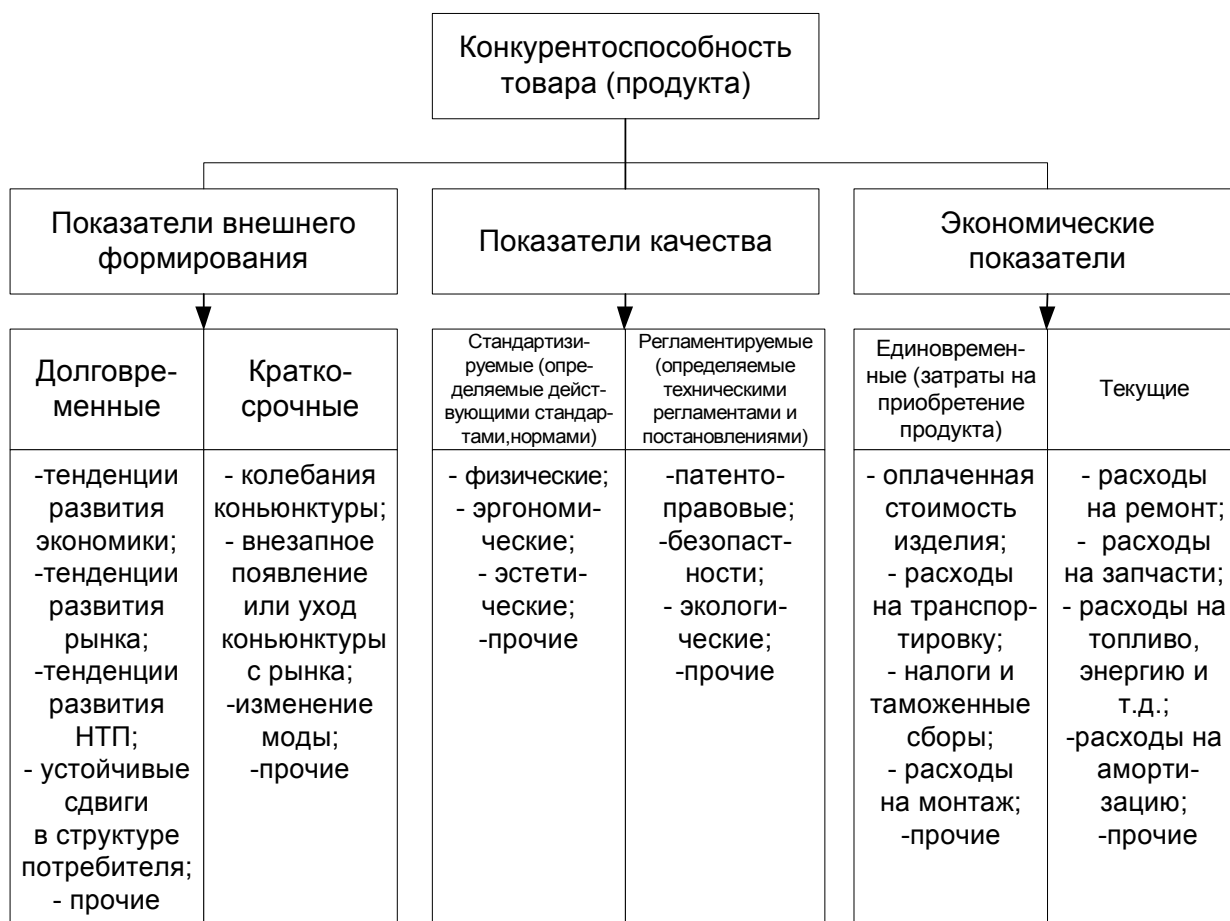 Конкурентоспособность
товара (продукта)
Показатели внешнего
формирования
Показатели качества
Экономические
показатели
Долговре-
менные
Кратко-
срочные
Стандартизи-
руемые (опре-
деляемые дейст-
вующими стандар-
тами,нормами)
Регламентируемые
(определяемые
техническими
регламентами и
постановлениями)
Единовремен-
ные (затраты на
приобретение
продукта)
Текущие
-тенденции
развития
экономики;
-тенденции
развития
рынка;
-тенденции
развития
НТП;
- устойчивые
сдвиги
в структуре
потребителя;
- прочие
- колебания
коньюнктуры;
- внезапное
появление
или уход
коньюнктуры
с рынка;
-изменение
моды;
-прочие
- физические;
- эргономи-
ческие;
- эстети-
ческие;
-прочие
-патенто-
правовые;
-безопаст-
ности;
- экологи-
ческие;
-прочие
- оплаченная
стоимость
изделия;
- расходы
на транспор-
тировку;
- налоги и
таможенные
сборы;
- расходы
на монтаж;
-прочие
- расходы
на ремонт;
- расходы
на запчасти;
- расходы на
топливо,
энергию и
т.д.;
-расходы на
аморти-
зацию;
-прочие